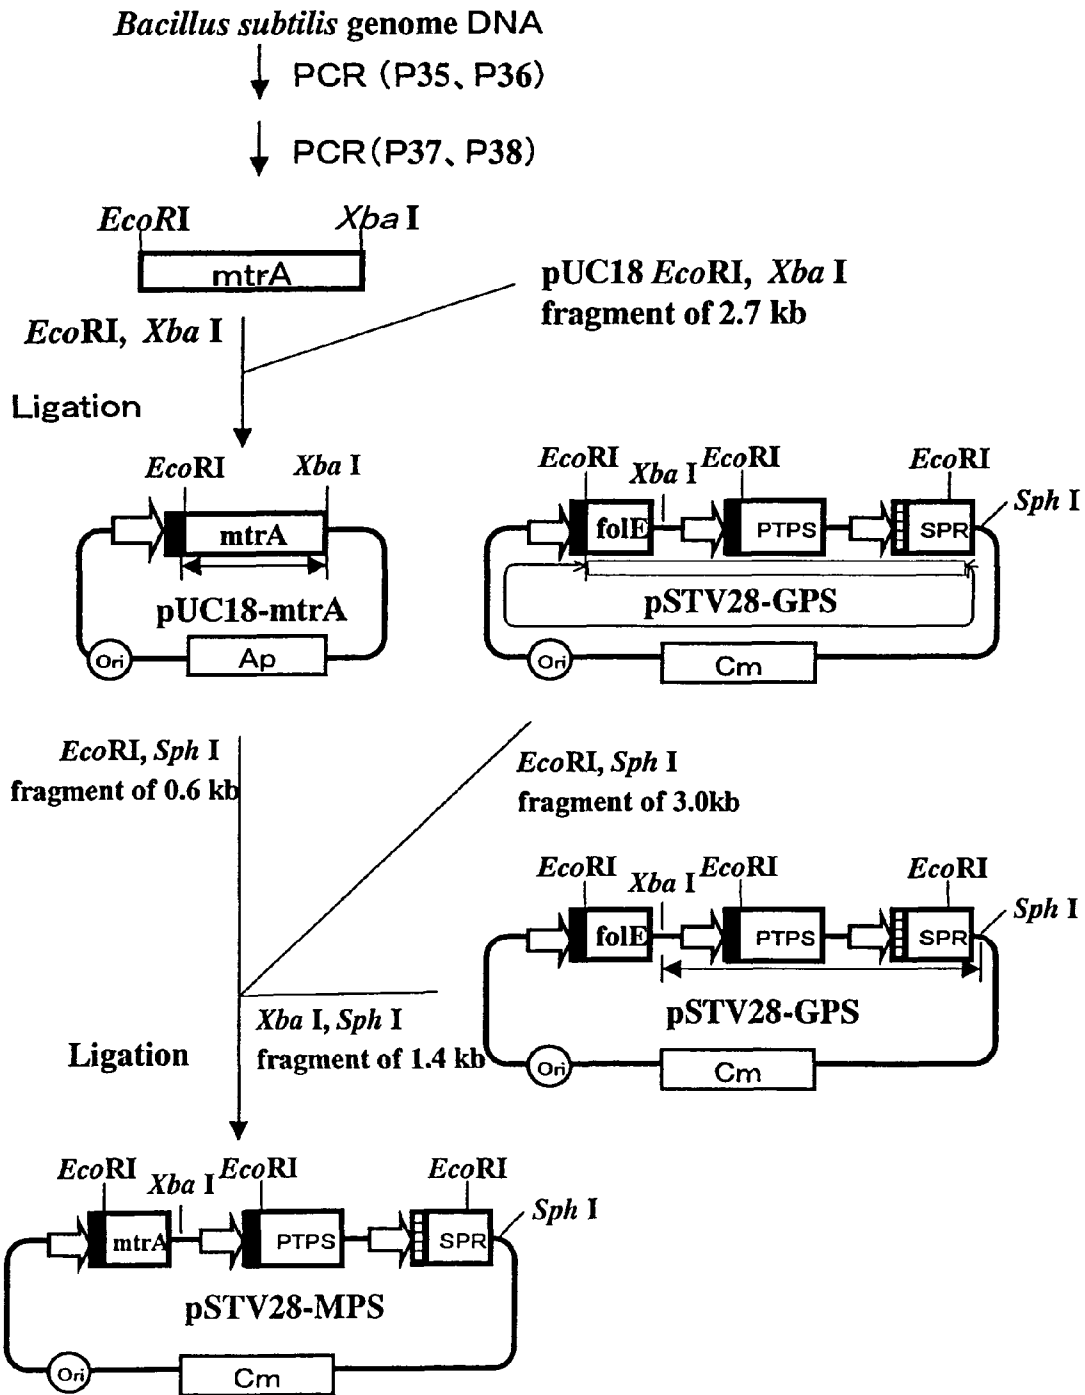 Bacillus subtilis genome DNA
PCR (P35、P36)
PCR(P37、P38)
EcoRI
Xba I
mtrA
pUC18 EcoRI, Xba I
fragment of 2.7 kb
EcoRI, Xba I
Ligation
EcoRI
Xba I
mtrA
pUC18-mtrA
Ori
Ap
EcoRI
Xba I
EcoRI
EcoRI
Sph I
folE
PTPS
SPR
pSTV28-GPS
Ori
Cm
EcoRI, Sph I
fragment of 0.6 kb
EcoRI, Sph I
fragment of 3.0kb
EcoRI
Xba I
EcoRI
EcoRI
Sph I
folE
PTPS
SPR
pSTV28-GPS
Ori
Cm
Xba I, Sph I
fragment of 1.4 kb
Ligation
EcoRI
Xba I
EcoRI
EcoRI
Sph I
mtrA
PTPS
SPR
pSTV28-MPS
Ori
Cm